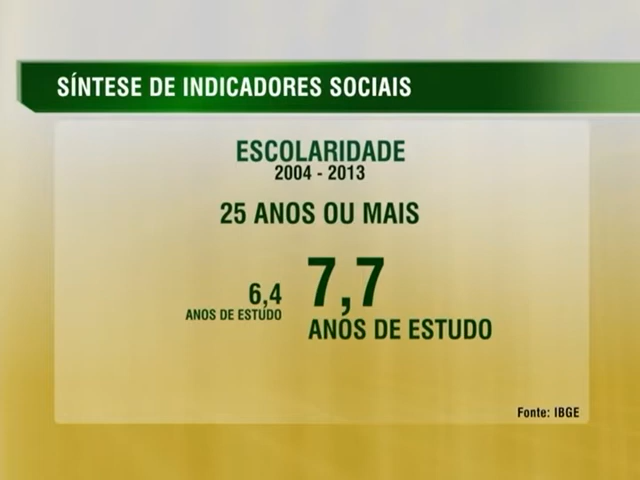 SÍNTESE DE INDICADORES SOCIAIS
ESCOLARIDADE
2004 - 2013
25 ANOS OU MAIS
6,4
ANOS DE ESTUDO
7,7
ANOS DE ESTUDO
Fonte: IBGE